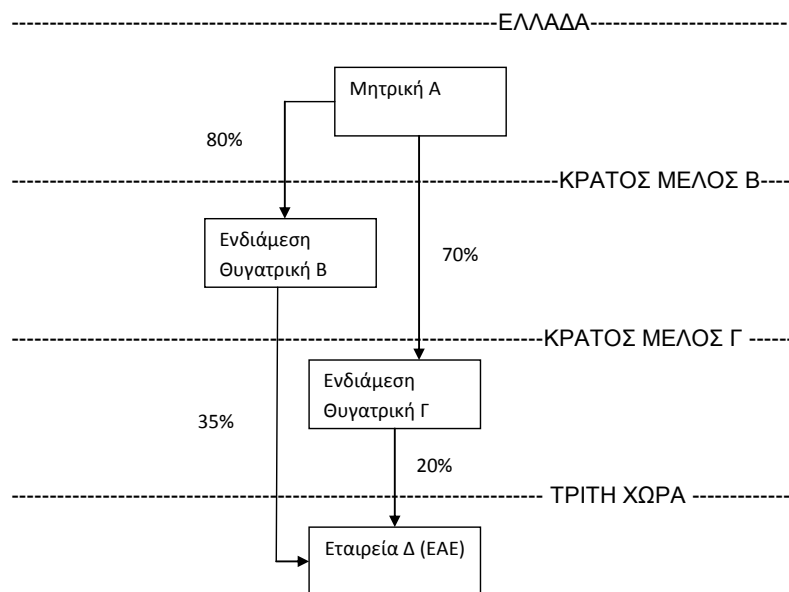 ΕΛΛΑΔΑ
Μητρική Α
80%
ΚΡΑΤΟΣ ΜΕΛΟΣ Β
Ενδιάμεση
Θυγατρική Β
70%
ΚΡΑΤΟΣ ΜΕΛΟΣ Γ
Ενδιάμεση
Θυγατρική Γ
35%
20%
ΤΡΙΤΗ ΧΩΡΑ
Εταιρεία Δ (ΕΑΕ)